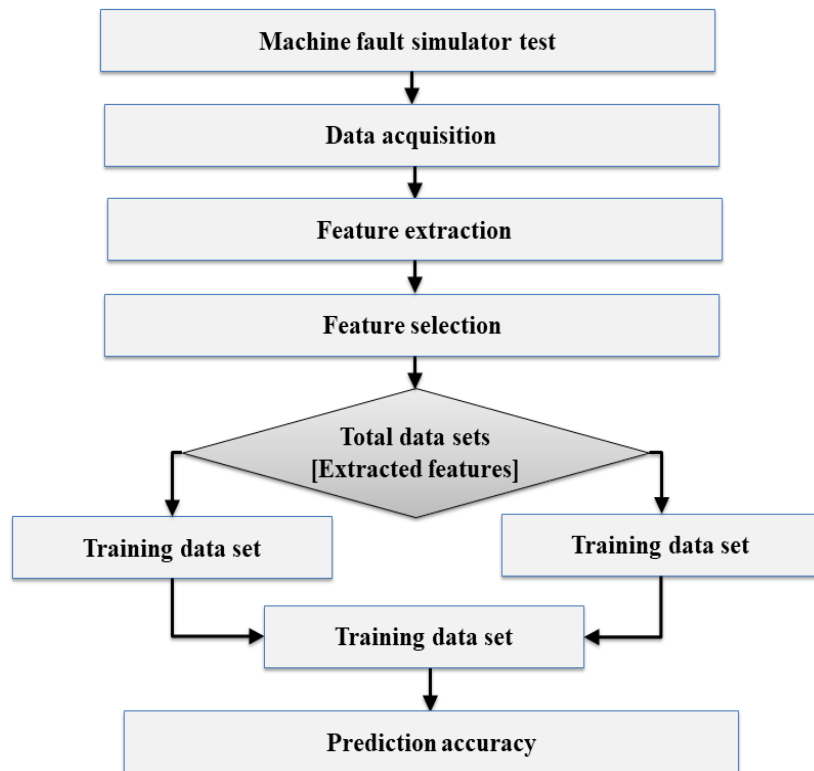 Machine fault simulator test
Data acquisition
Feature extraction
Feature selection
Total data sets
[Extracted features]
Training data set
Training data set
Training data set
Prediction accuracy